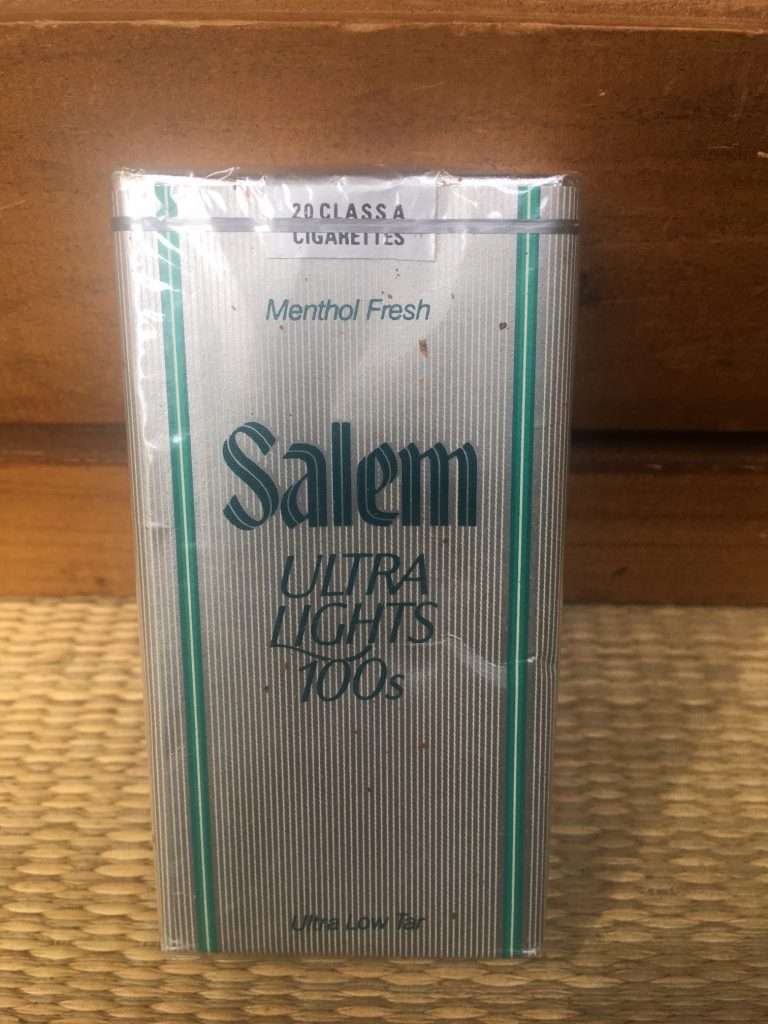 20 CLASS A
CIGARETTES
Menthol Fresh
Salem
ULTRA
LIGHTS
100s
Ultra Low Tar